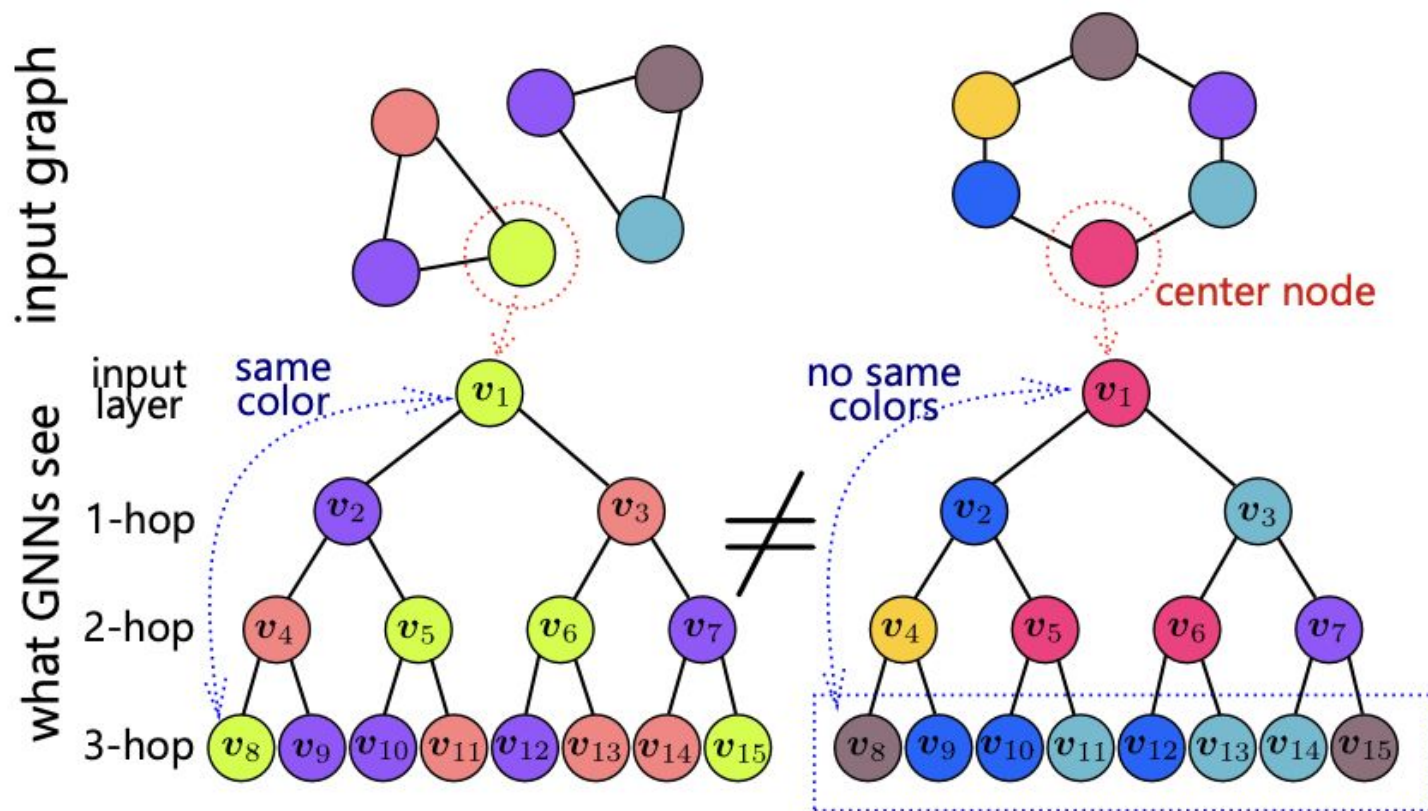 input graph
center node
what GNNs see
input
layer
same
color
no same
colors
v1
v1
1-hop
v2
v3
≠
v2
v3
2-hop
v4
v5
v6
v7
v4
v5
v6
v7
3-hop
v8
v9
v10
v11
v12
v13
v14
v15
v8
v9
v10
v11
v12
v13
v14
v15